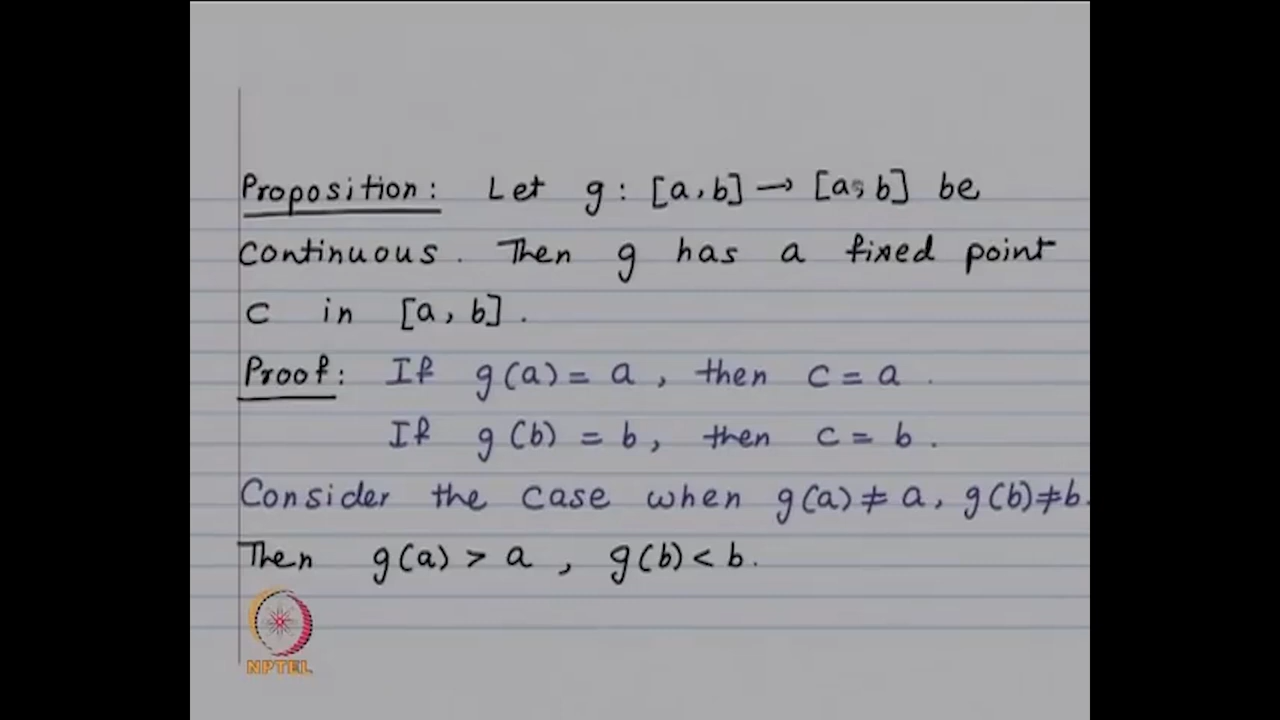 Proposition: Let g: [a, b] → [a, b] be
continuous. Then g has a fixed point
c in [a, b].
Proof: If g(a) = a, then c = a.
If g(b) = b, then c = b.
Consider the case when g(a) ≠ a, g(b) ≠ b.
Then g(a) > a, g(b) < b.
NPTEL